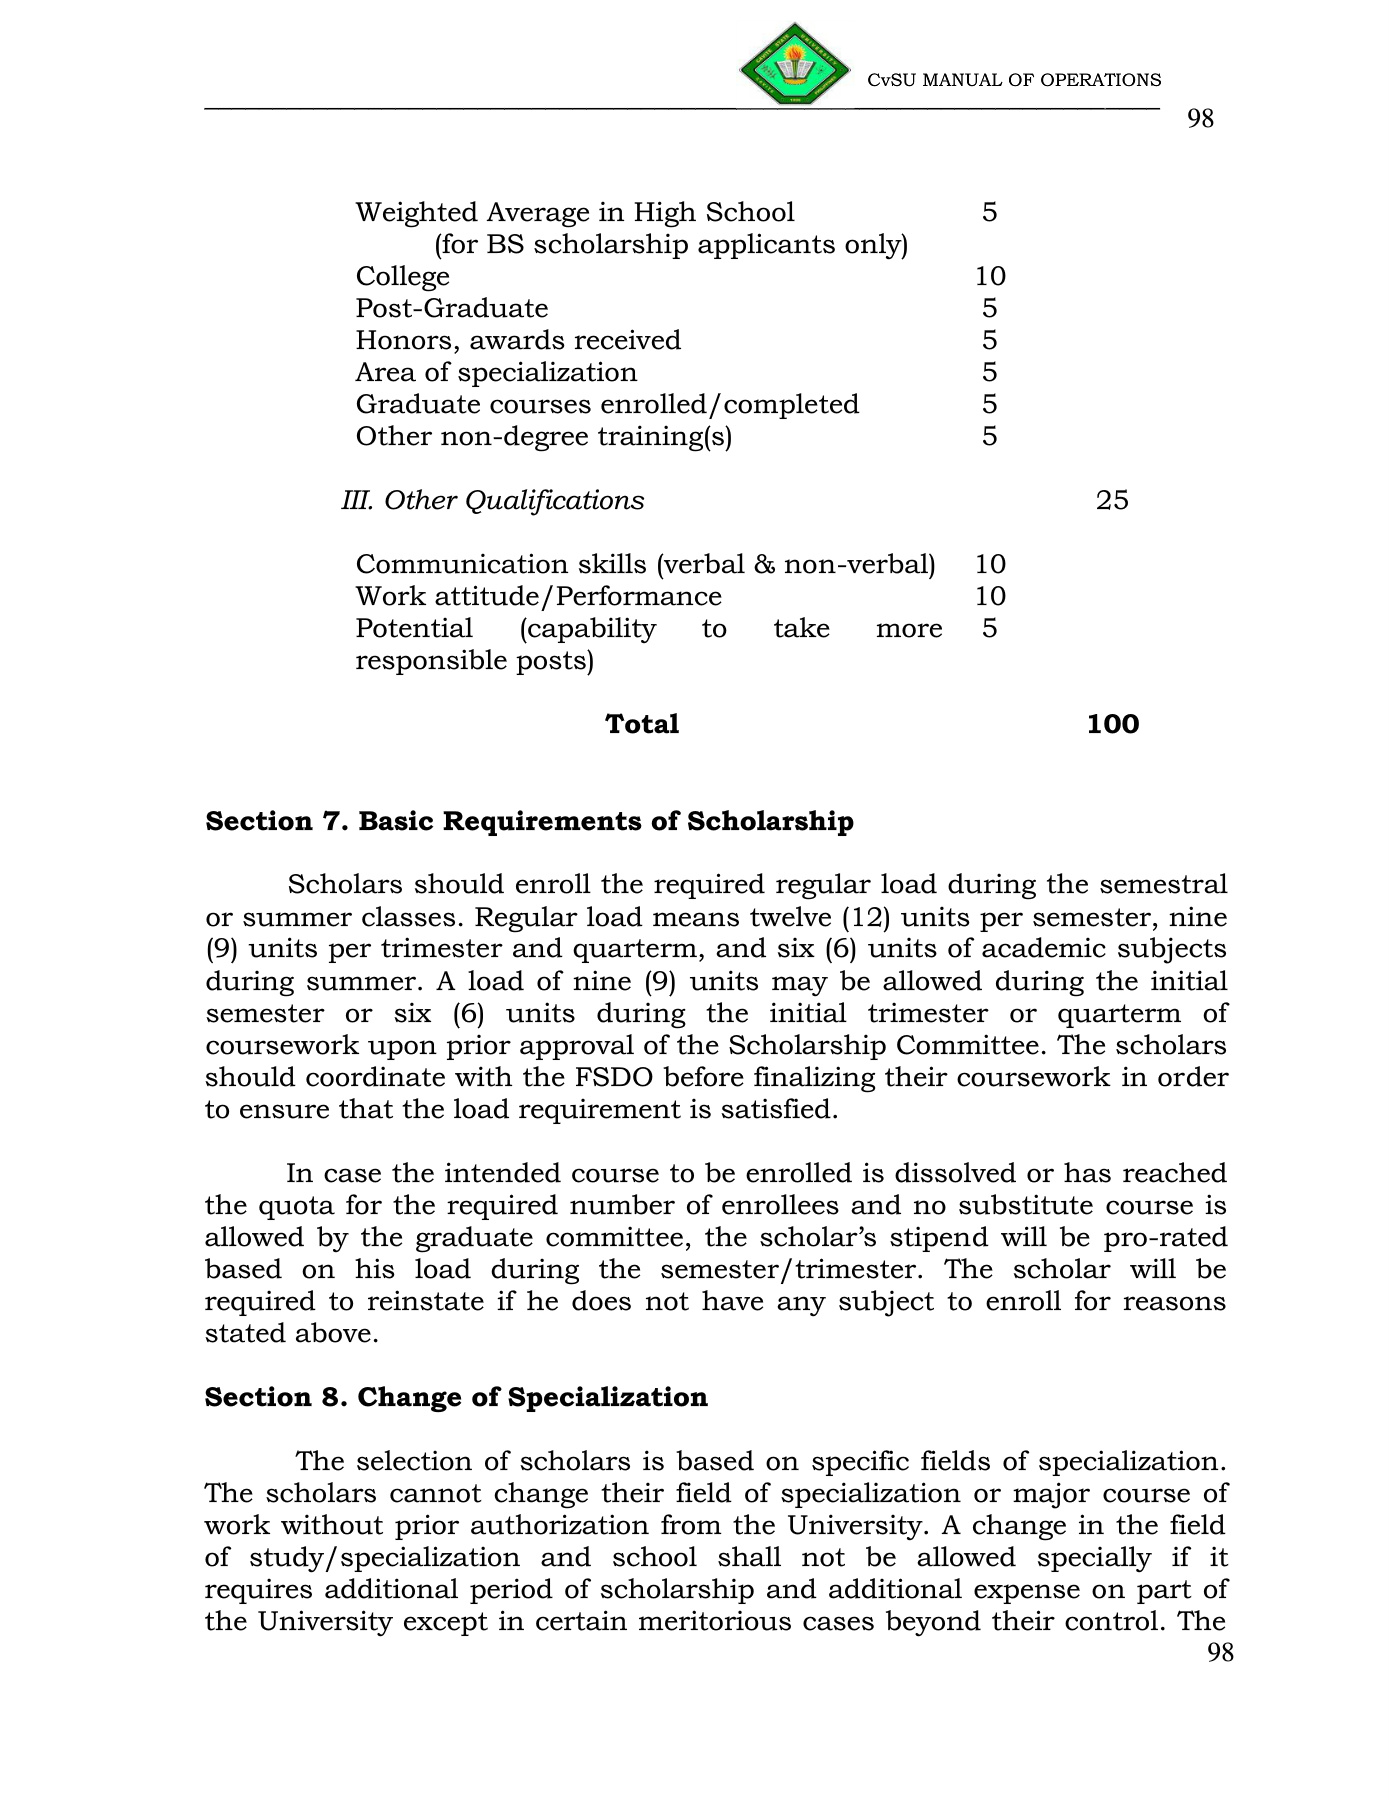 CvSU MANUAL OF OPERATIONS
98
Weighted Average in High School 5
(for BS scholarship applicants only)
College 10
Post-Graduate 5
Honors, awards received 5
Area of specialization 5
Graduate courses enrolled/completed 5
Other non-degree training(s) 5
III. Other Qualifications 25
Communication skills (verbal & non-verbal) 10
Work attitude/Performance 10
Potential (capability to take more 5
responsible posts)
Total 100
Section 7. Basic Requirements of Scholarship
Scholars should enroll the required regular load during the semestral
or summer classes. Regular load means twelve (12) units per semester, nine
(9) units per trimester and quarterm, and six (6) units of academic subjects
during summer. A load of nine (9) units may be allowed during the initial
semester or six (6) units during the initial trimester or quarterm of
coursework upon prior approval of the Scholarship Committee. The scholars
should coordinate with the FSDO before finalizing their coursework in order
to ensure that the load requirement is satisfied.
In case the intended course to be enrolled is dissolved or has reached
the quota for the required number of enrollees and no substitute course is
allowed by the graduate committee, the scholar’s stipend will be pro-rated
based on his load during the semester/trimester. The scholar will be
required to reinstate if he does not have any subject to enroll for reasons
stated above.
Section 8. Change of Specialization
The selection of scholars is based on specific fields of specialization.
The scholars cannot change their field of specialization or major course of
work without prior authorization from the University. A change in the field
of study/specialization and school shall not be allowed specially if it
requires additional period of scholarship and additional expense on part of
the University except in certain meritorious cases beyond their control. The
98